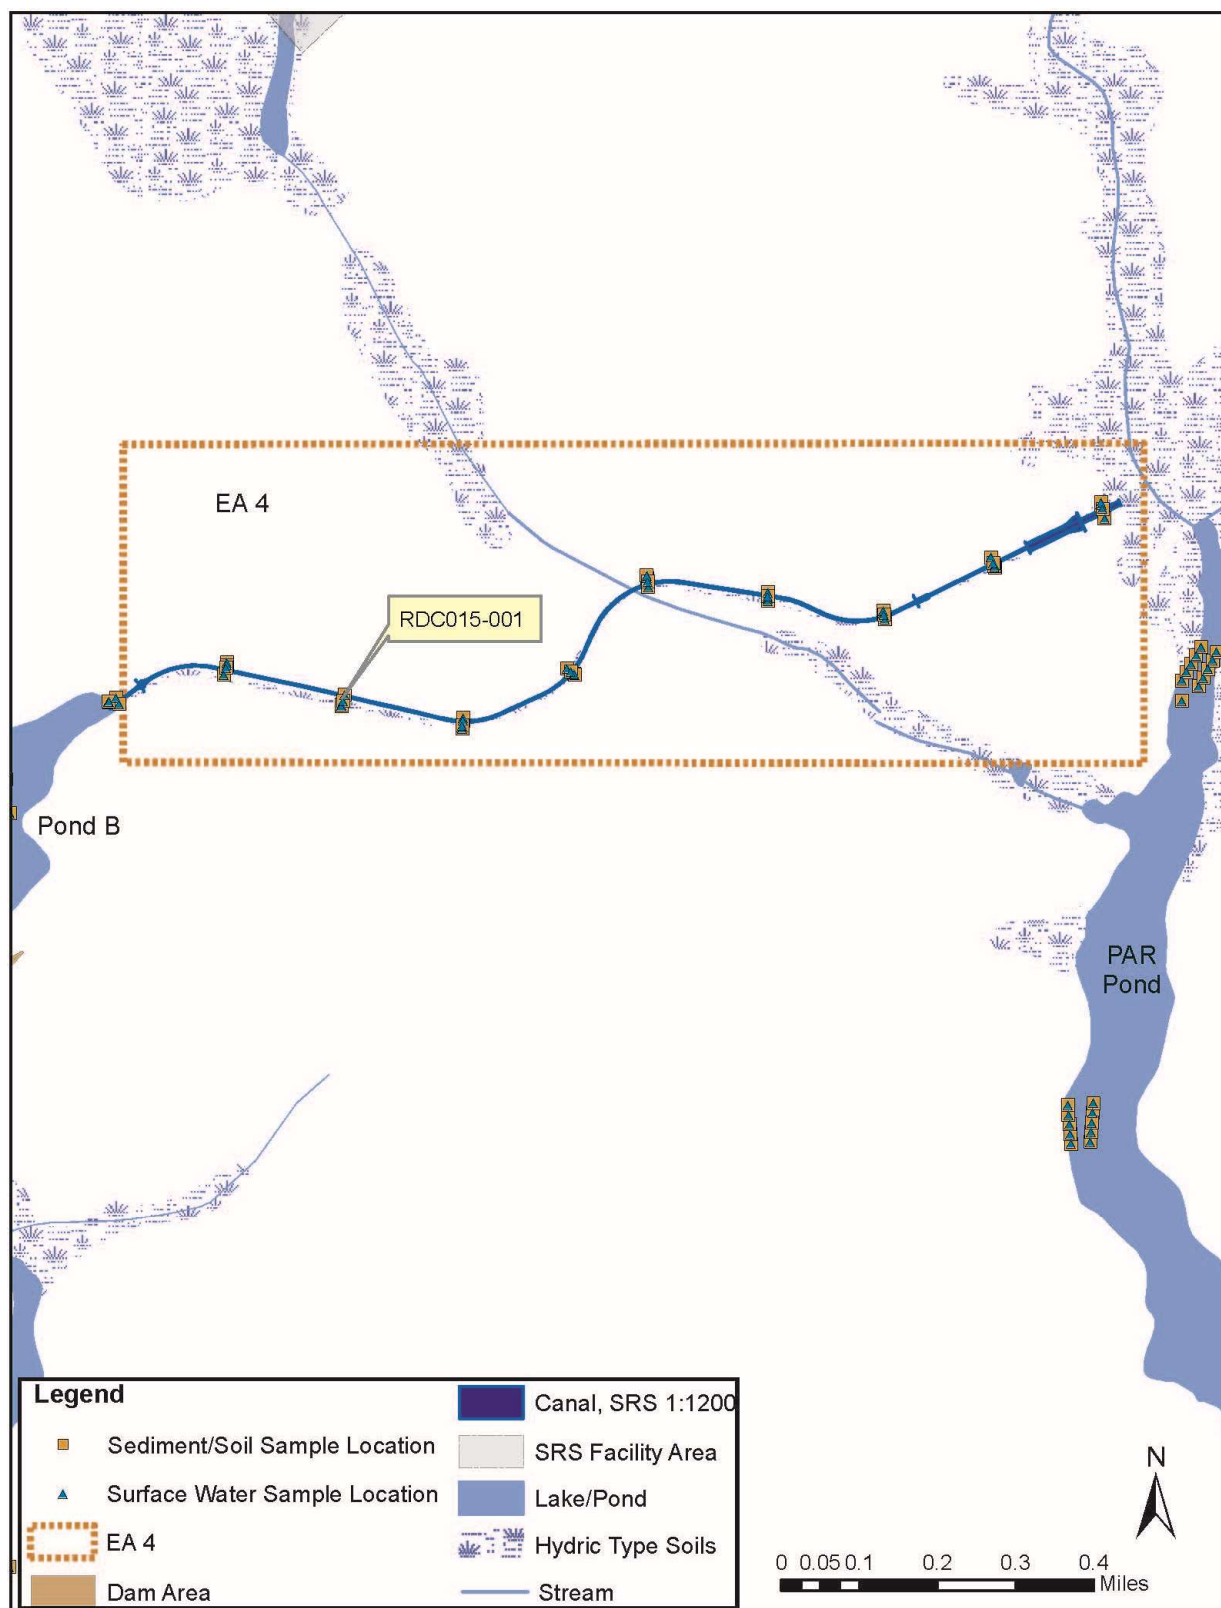 EA 4
RDC015-001
Pond B
PAR
Pond
Legend
Sediment/Soil Sample Location
Surface Water Sample Location
EA 4
Dam Area
Canal, SRS 1:1200
SRS Facility Area
Lake/Pond
Hydric Type Soils
Stream
N
0 0.05 0.1 0.2 0.3 0.4
Miles